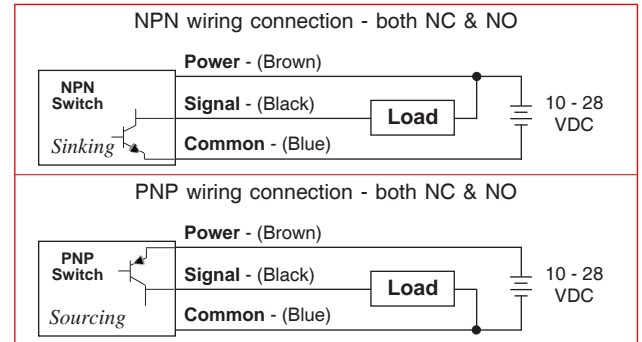 NPN wiring connection - both NC & NO
Power - (Brown)
NPN
Switch
Signal - (Black)
Load
10 - 28
VDC
Sinking
Common - (Blue)
PNP wiring connection - both NC & NO
Power - (Brown)
PNP
Switch
Signal - (Black)
Load
10 - 28
VDC
Sourcing
Common - (Blue)